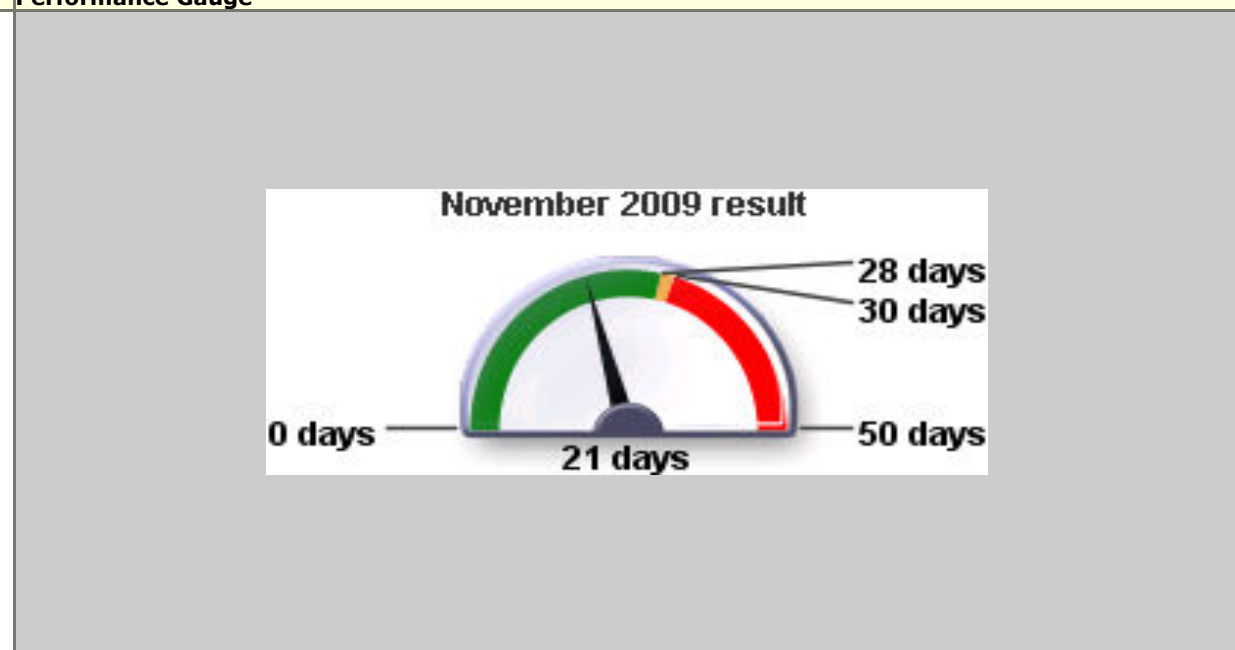 Performance Gauge
November 2009 result
28 days
30 days
0 days
50 days
21 days